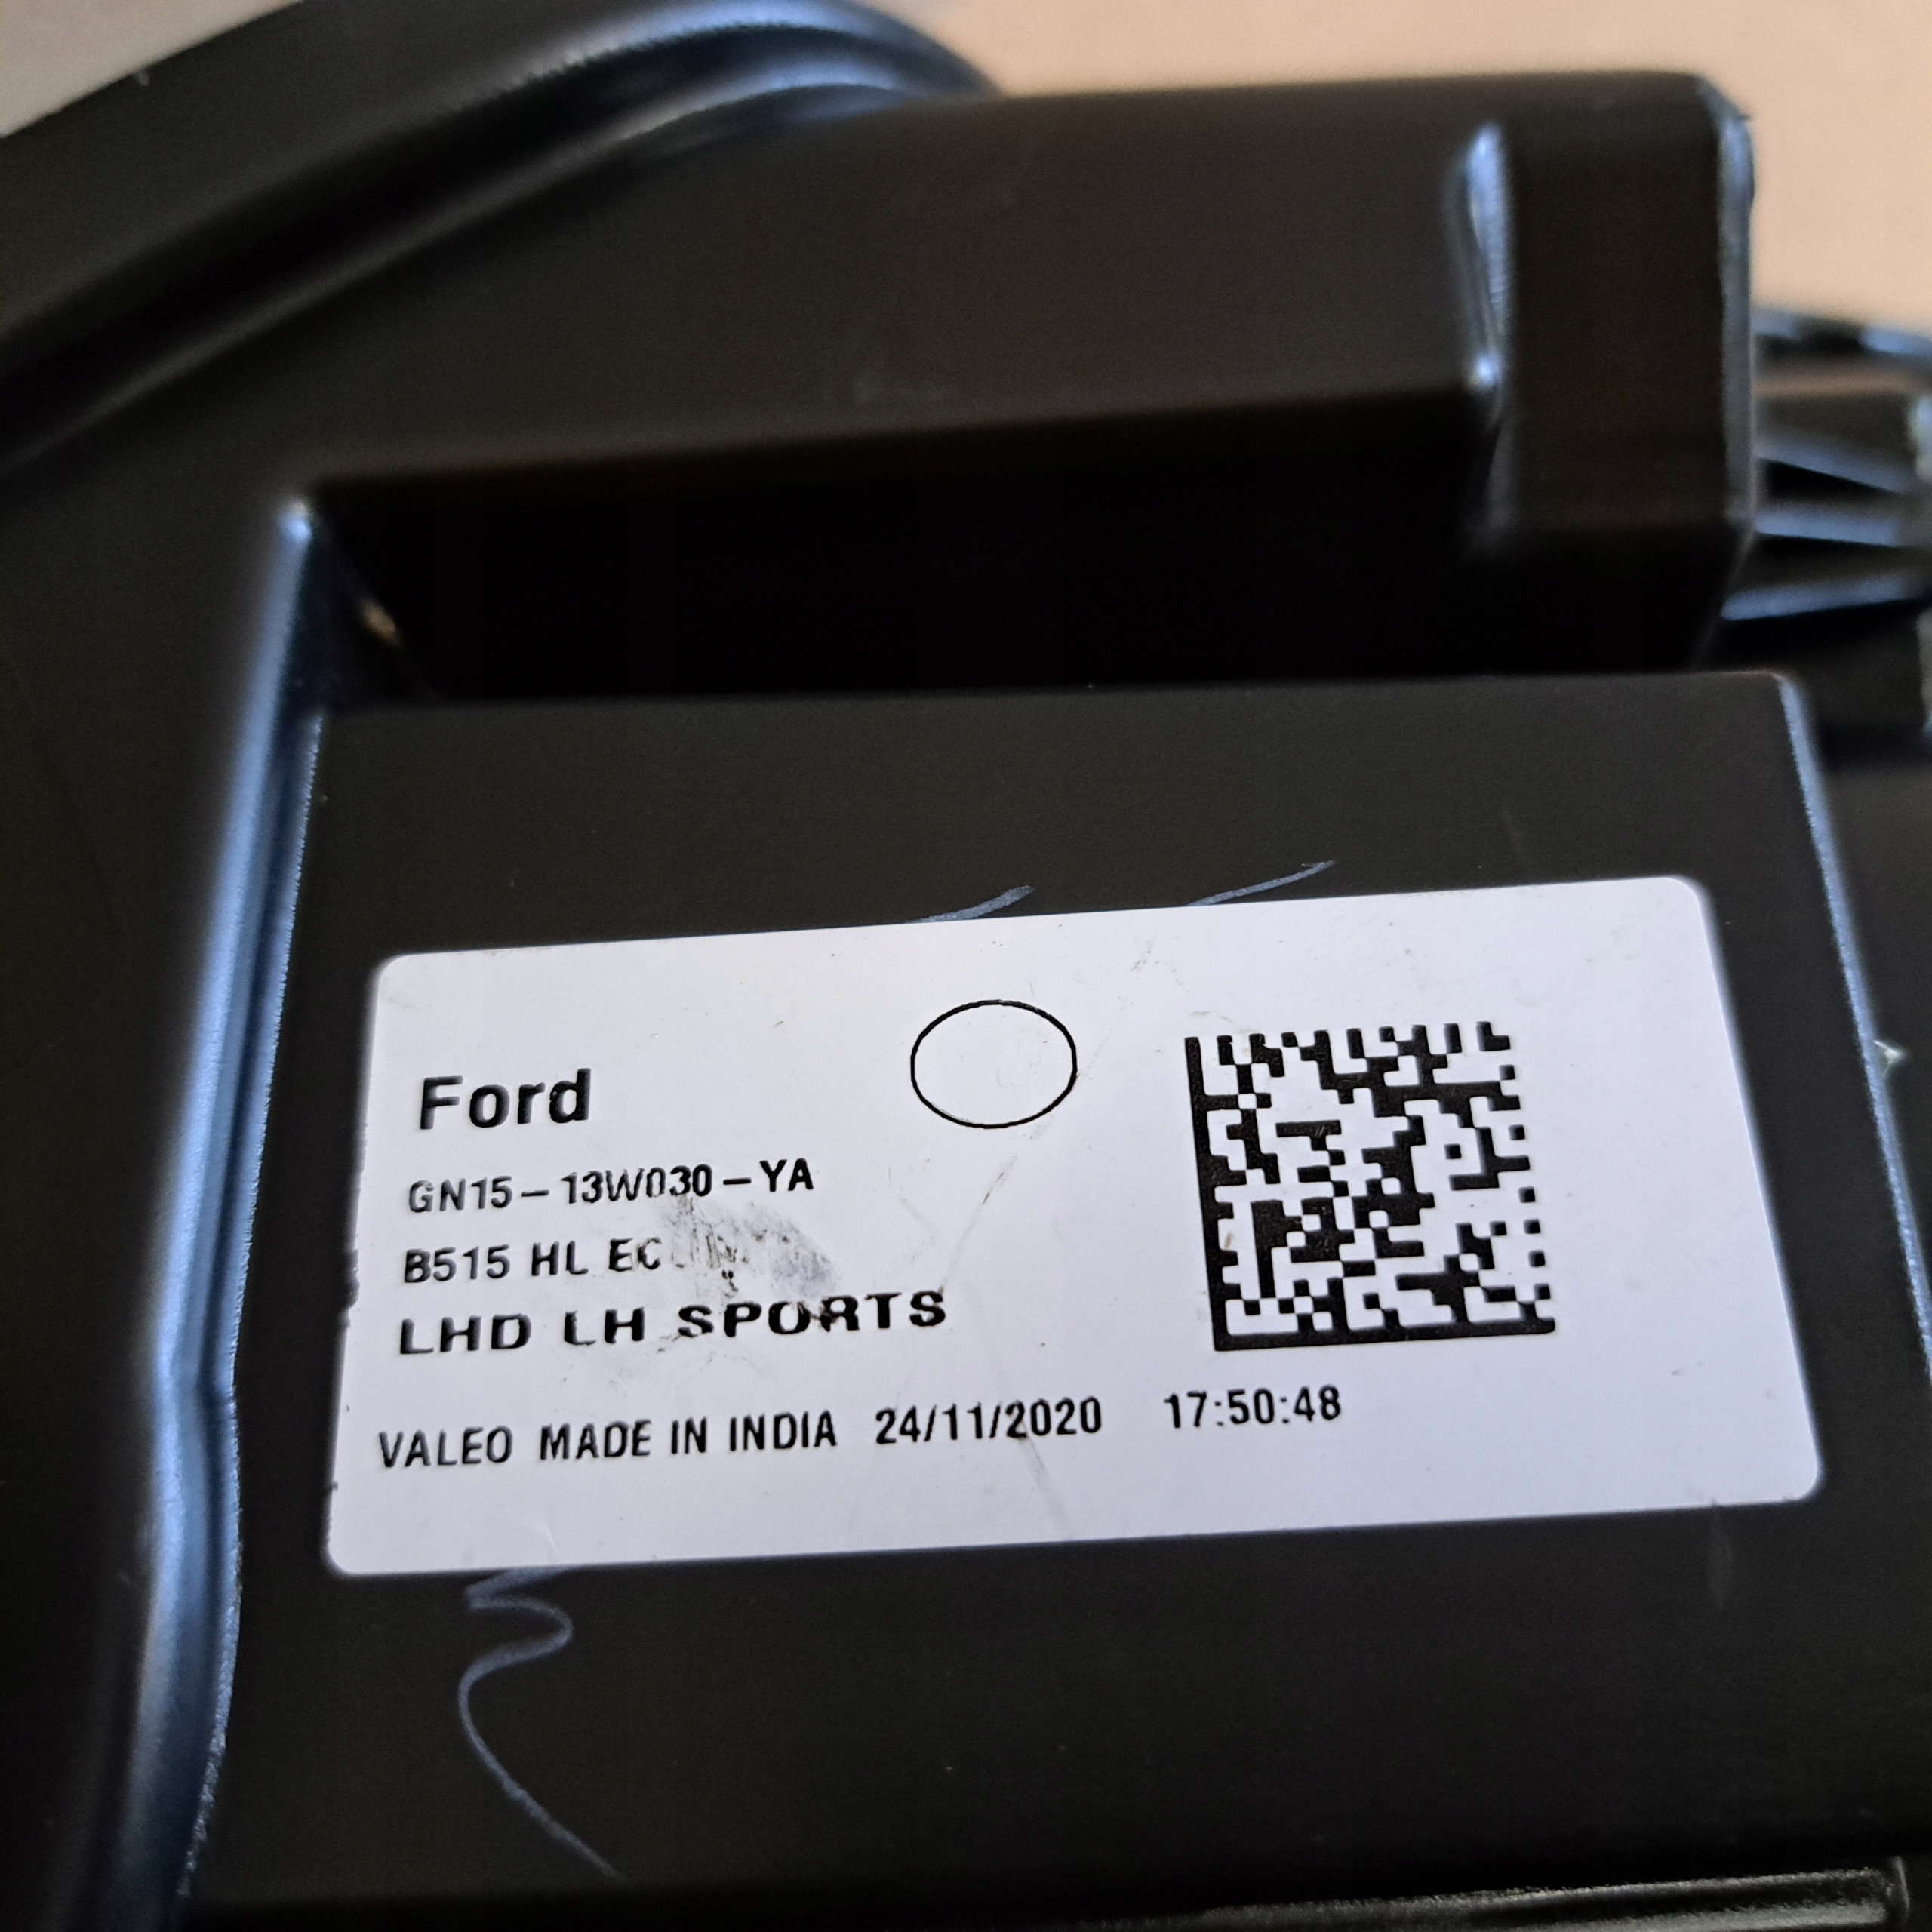 Ford
GN15-13W030-YA
B515 HL
LHD LH SPORTS
VALEO MADE IN INDIA 24/11/2020 17:50:48